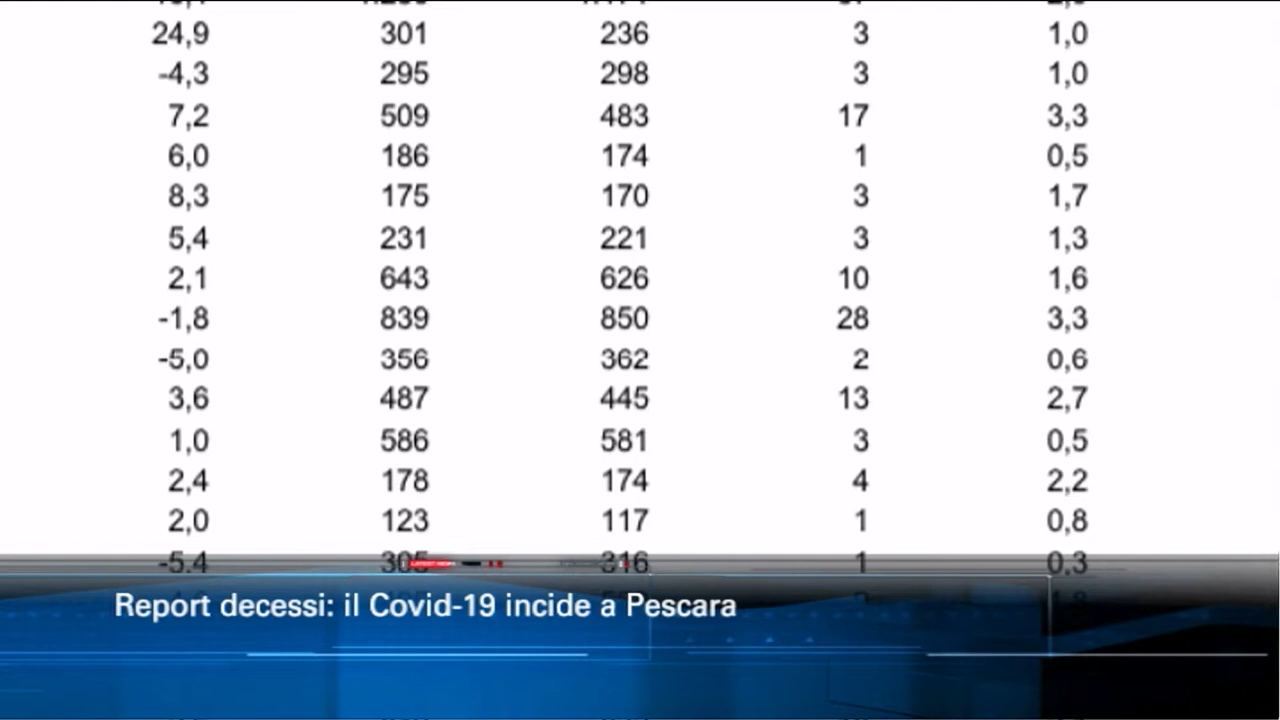 24,9 301 236 3 1,0
-4,3 295 298 3 1,0
7,2 509 483 17 3,3
6,0 186 174 1 0,5
8,3 175 170 3 1,7
5,4 231 221 3 1,3
2,1 643 626 10 1,6
-1,8 839 850 28 3,3
-5,0 356 362 2 0,6
3,6 487 445 13 2,7
1,0 586 581 3 0,5
2,4 178 174 4 2,2
2,0 123 117 1 0,8
-5,4 305 316 1 0,3
LATEST NEWS
Report decessi: il Covid-19 incide a Pescara